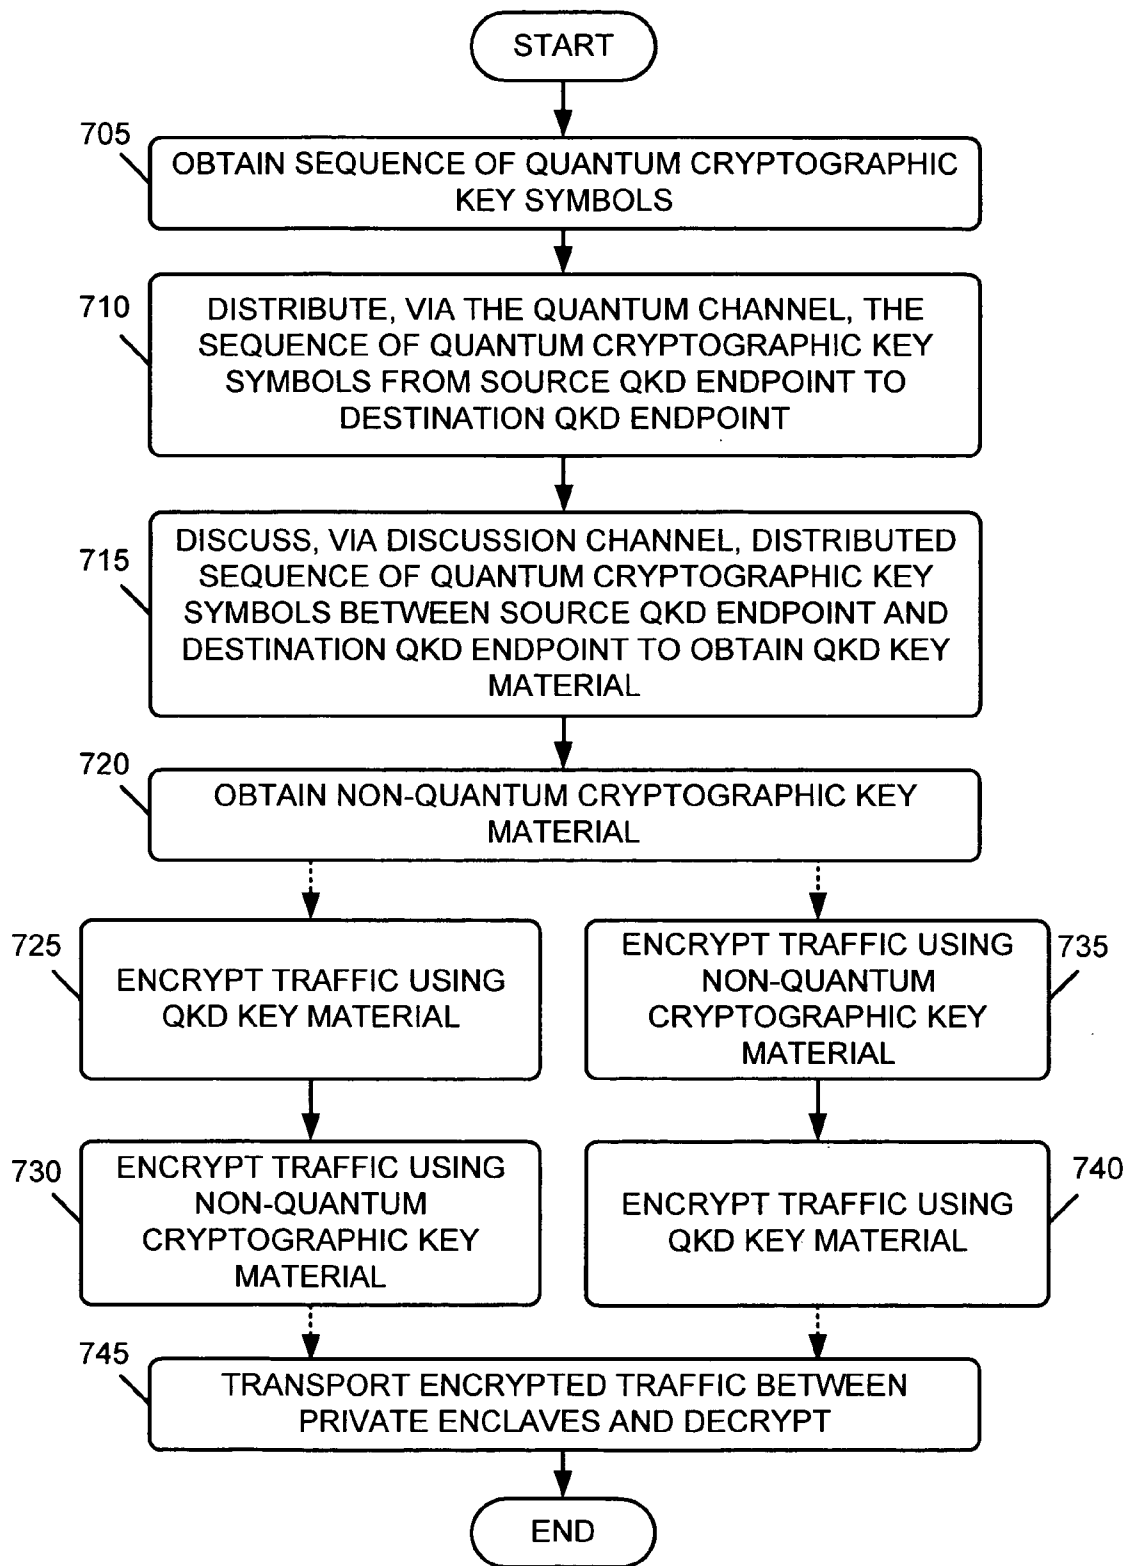 START
705
OBTAIN SEQUENCE OF QUANTUM CRYPTOGRAPHIC
KEY SYMBOLS
710
DISTRIBUTE, VIA THE QUANTUM CHANNEL, THE
SEQUENCE OF QUANTUM CRYPTOGRAPHIC KEY
SYMBOLS FROM SOURCE QKD ENDPOINT TO
DESTINATION QKD ENDPOINT
715
DISCUSS, VIA DISCUSSION CHANNEL, DISTRIBUTED
SEQUENCE OF QUANTUM CRYPTOGRAPHIC KEY
SYMBOLS BETWEEN SOURCE QKD ENDPOINT AND
DESTINATION QKD ENDPOINT TO OBTAIN QKD KEY
MATERIAL
720
OBTAIN NON-QUANTUM CRYPTOGRAPHIC KEY
MATERIAL
725
ENCRYPT TRAFFIC USING
QKD KEY MATERIAL
730
ENCRYPT TRAFFIC USING
NON-QUANTUM
CRYPTOGRAPHIC KEY
MATERIAL
735
ENCRYPT TRAFFIC USING
NON-QUANTUM
CRYPTOGRAPHIC KEY
MATERIAL
740
ENCRYPT TRAFFIC USING
QKD KEY MATERIAL
745
TRANSPORT ENCRYPTED TRAFFIC BETWEEN
PRIVATE ENCLAVES AND DECRYPT
END